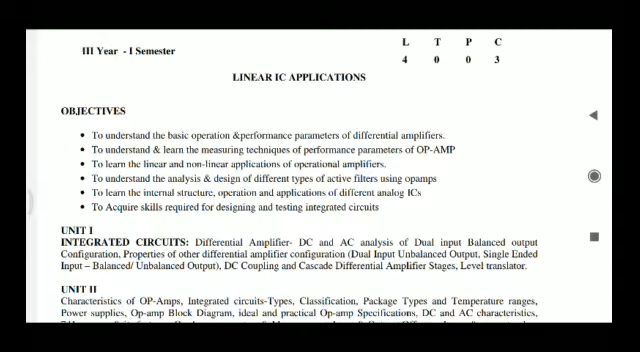 III Year - I Semester
L T P C
4 0 0 3
LINEAR IC APPLICATIONS
OBJECTIVES
• To understand the basic operation &performance parameters of differential amplifiers.
• To understand & learn the measuring techniques of performance parameters of OP-AMP
• To learn the linear and non-linear applications of operational amplifiers.
• To understand the analysis & design of different types of active filters using opamps
• To learn the internal structure, operation and applications of different analog ICs
• To Acquire skills required for designing and testing integrated circuits
UNIT I
INTEGRATED CIRCUITS: Differential Amplifier- DC and AC analysis of Dual input Balanced output
Configuration, Properties of other differential amplifier configuration (Dual Input Unbalanced Output, Single Ended
Input – Balanced/ Unbalanced Output), DC Coupling and Cascade Differential Amplifier Stages, Level translator.
UNIT II
Characteristics of OP-Amps, Integrated circuits-Types, Classification, Package Types and Temperature ranges,
Power supplies, Op-amp Block Diagram, ideal and practical Op-amp Specifications, DC and AC characteristics,